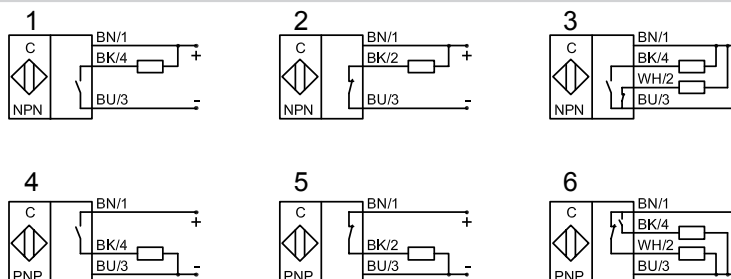 1
C
NPN
BN/1
BK/4
BU/3
+
-
2
C
NPN
BN/1
BK/2
BU/3
+
-
3
C
NPN
BN/1
BK/4
WH/2
BU/3
4
C
PNP
BN/1
BK/4
BU/3
+
-
5
C
PNP
BN/1
BK/2
BU/3
+
-
6
C
PNP
BN/1
BK/4
WH/2
BU/3